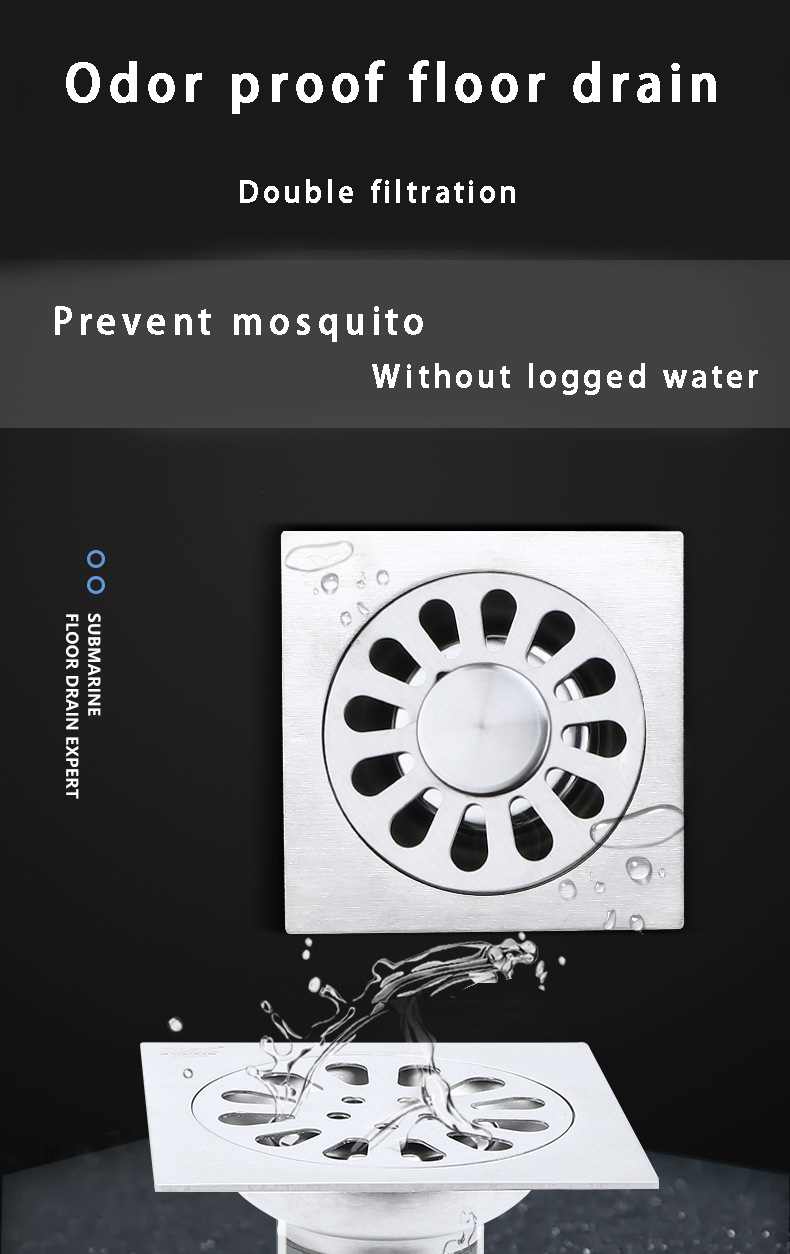 Odor proof floor drain
Double filtration
Prevent mosquito
Without logged water
SUBMARINE
FLOOR DRAIN EXPERT